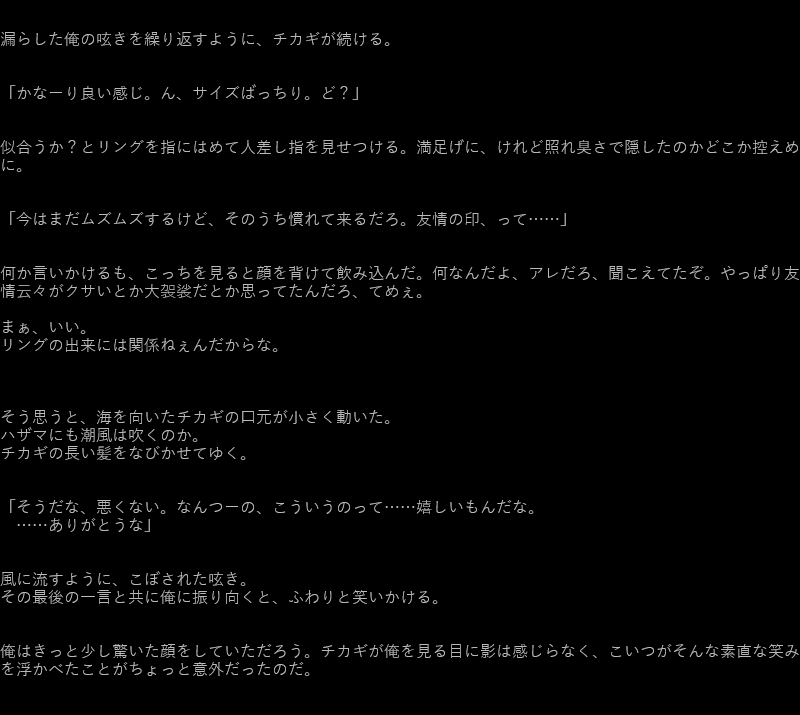 漏らした俺の呟きを繰り返すように、チカギが続ける。
「かなーり良い感じ。ん、サイズばっちり。ど？」
似合うか？とリングを指にはめて人差し指を見せつける。満足げに、けれど照れ臭さで隠したのかどこか控えめ
に。
「今はまだムズムズするけど、そのうち慣れて来るだろ。友情の印、って……」
何か言いかけるも、こっちを見ると顔を背けて飲み込んだ。何なんだよ、アレだろ、聞こえてたぞ。やっぱり友
情云々がクサいとか大袈裟だとか思ってたんだろ、てめぇ。
まぁ、いい。
リングの出来には関係ねぇんだからな。
そう思うと、海を向いたチカギの口元が小さく動いた。
ハザマにも潮風は吹くのか。
チカギの長い髪をなびかせてゆく。
「そうだな、悪くない。なんつーの、こういうのって……嬉しいもんだな。
　……ありがとうな」
風に流すように、こぼされた呟き。
その最後の一言と共に俺に振り向くと、ふわりと笑いかける。
俺はきっと少し驚いた顔をしていただろう。チカギが俺を見る目に影は感じらなく、こいつがそんな素直な笑み
を浮かべたことがちょっと意外だったのだ。